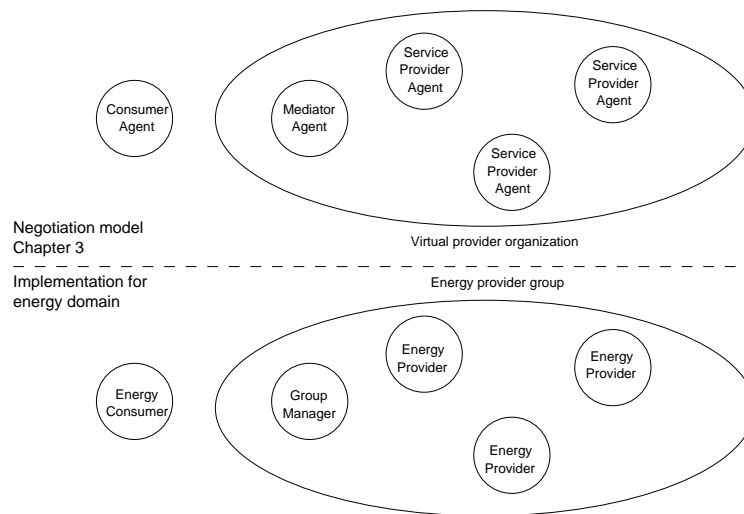 Service
Provider
Agent
Service
Provider
Agent
Consumer
Agent
Mediator
Agent
Service
Provider
Agent
Negotiation model
Chapter 3
Virtual provider organization
Implementation for
energy domain
Energy provider group
Energy
Provider
Energy
Provider
Energy
Consumer
Group
Manager
Energy
Provider